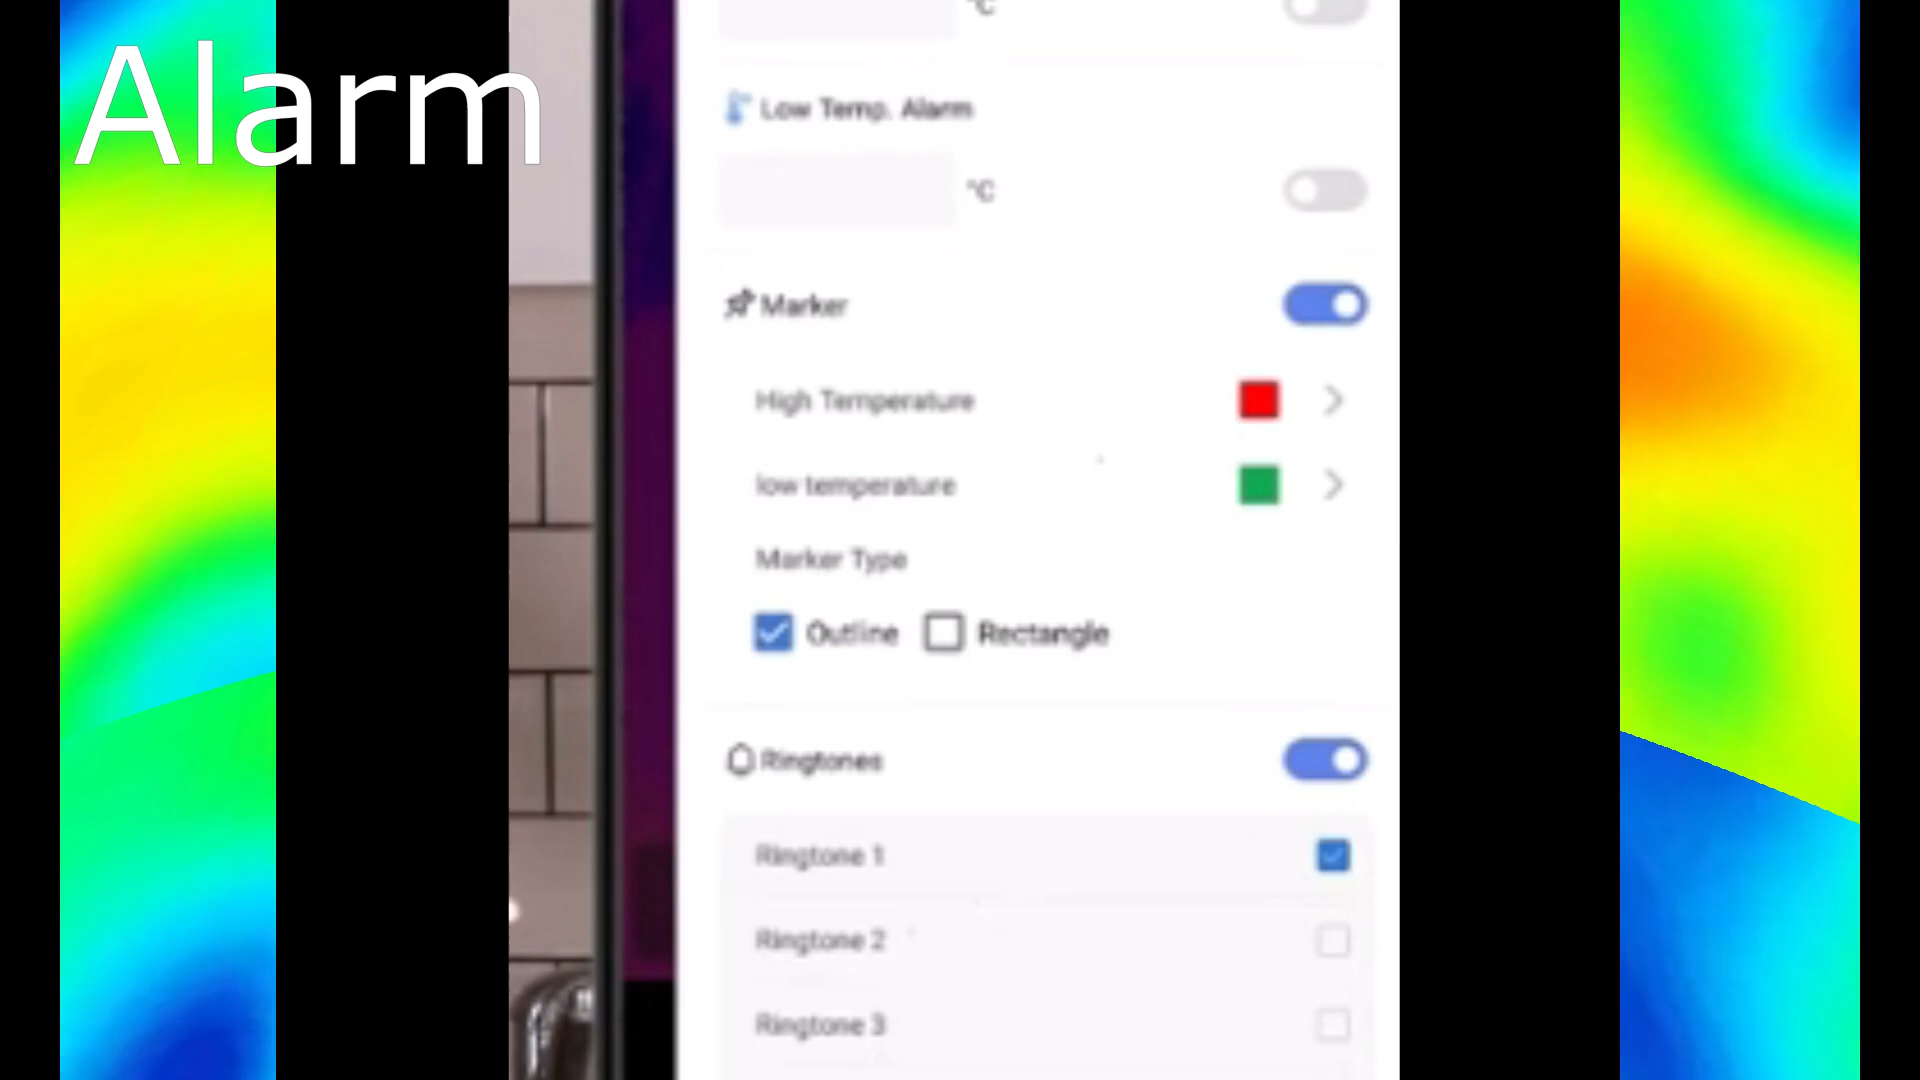 Alarm
°C
Low Temp. Alarm
°C
Marker
High Temperature
low temperature
Marker Type
Outline Rectangle
Ringtones
Ringtone 1
Ringtone 2
Ringtone 3